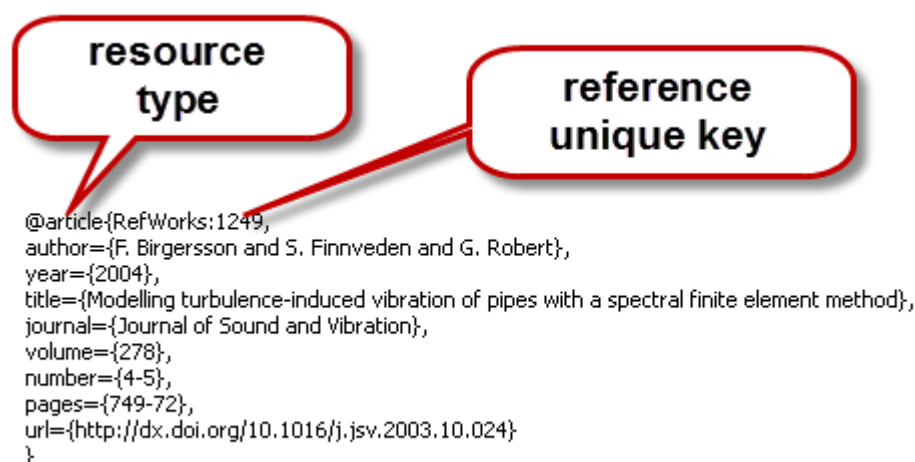 resource
type
reference
unique key
@article{RefWorks:1249,
author={F. Birgersson and S. Finnveden and G. Robert},
year={2004},
title={Modelling turbulence-induced vibration of pipes with a spectral finite element method},
journal={Journal of Sound and Vibration},
volume={278},
number={4-5},
pages={749-72},
url={http://dx.doi.org/10.1016/j.jsv.2003.10.024}
}